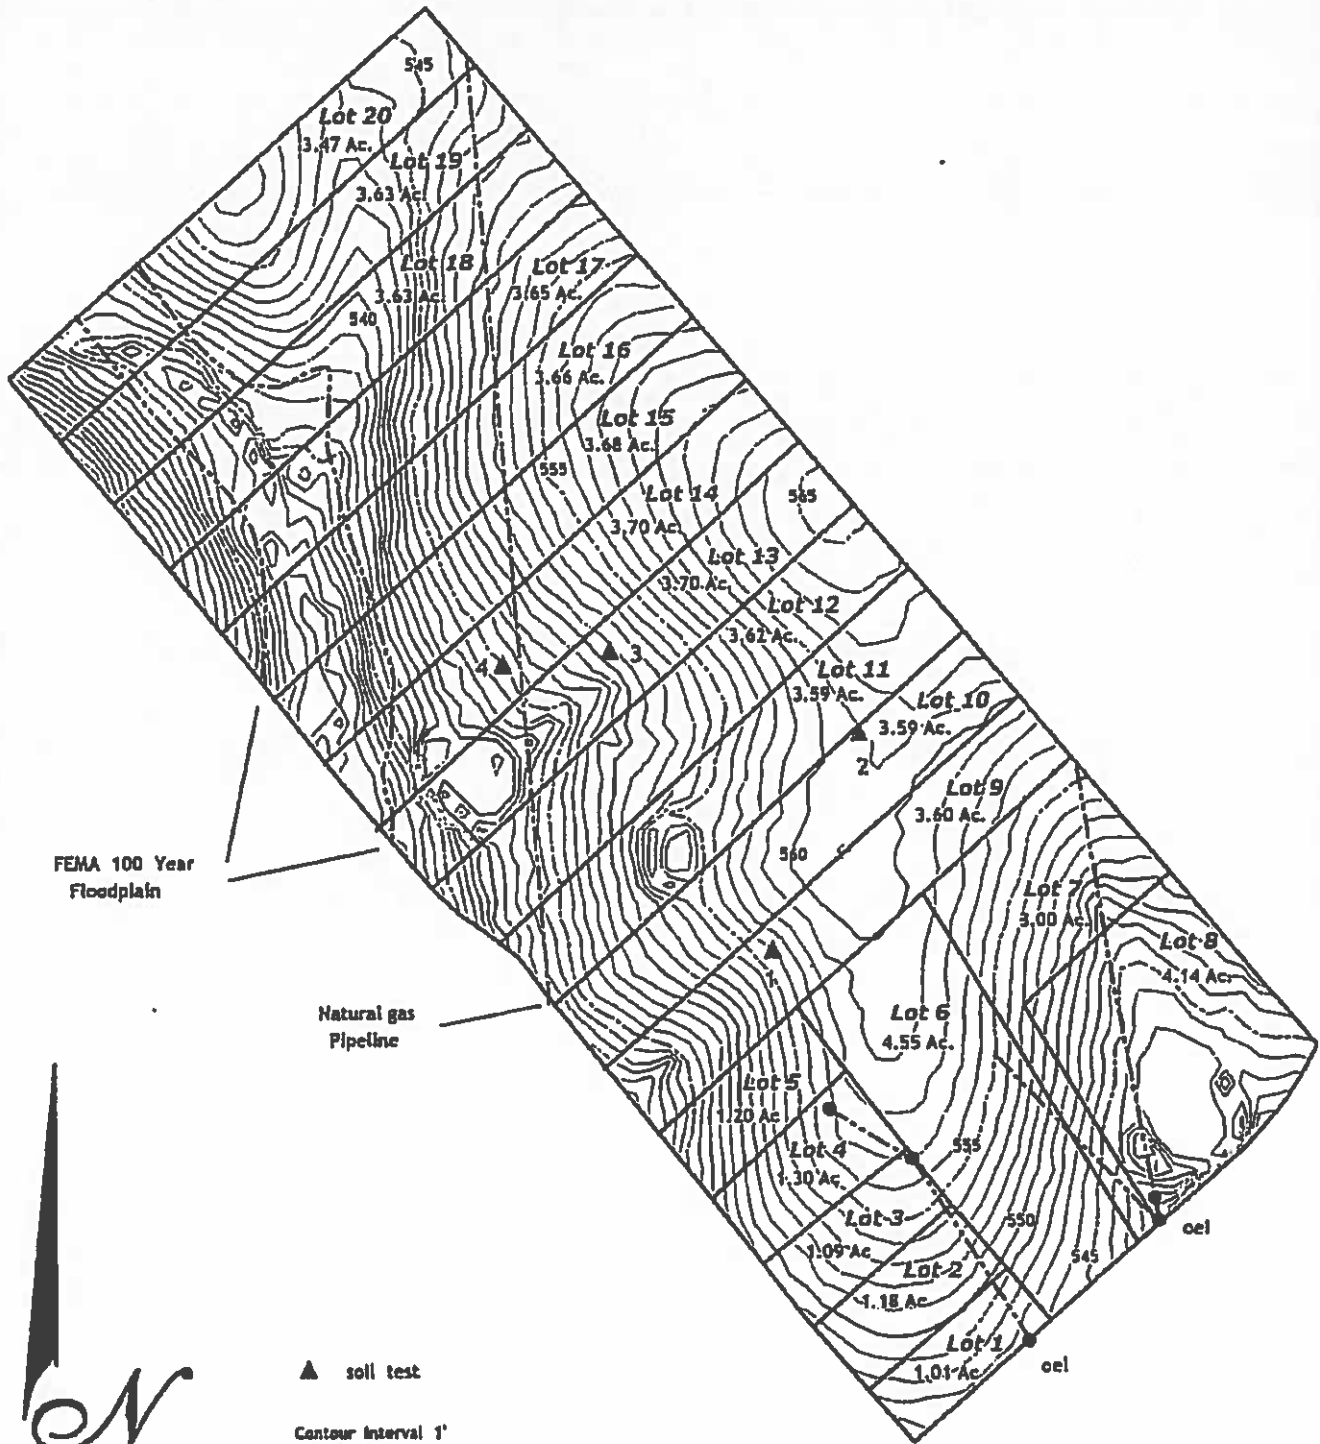 545
Lot 20
3.47 Ac.
Lot 19
3.63 Ac.
Lot 18
3.63 Ac.
540
Lot 17
3.65 Ac.
Lot 16
3.66 Ac.
Lot 15
3.68 Ac.
555
Lot 14
3.70 Ac.
565
Lot 13
3.70 Ac.
Lot 12
3.62 Ac.
Lot 11
3.59 Ac.
Lot 10
3.59 Ac.
4
3
2
Lot 9
3.60 Ac.
560
FEMA 100 Year
Floodplain
Lot 7
3.00 Ac.
Lot 8
4.14 Ac.
1
Natural gas
Pipeline
Lot 6
4.55 Ac.
Lot 5
1.20 Ac
Lot 4
1.30 Ac
555
Lot 3
1.09 Ac
550
545
oel
Lot 2
1.18 Ac
Lot 1
1.01 Ac
oel
soil test
Contour Interval 1'
N